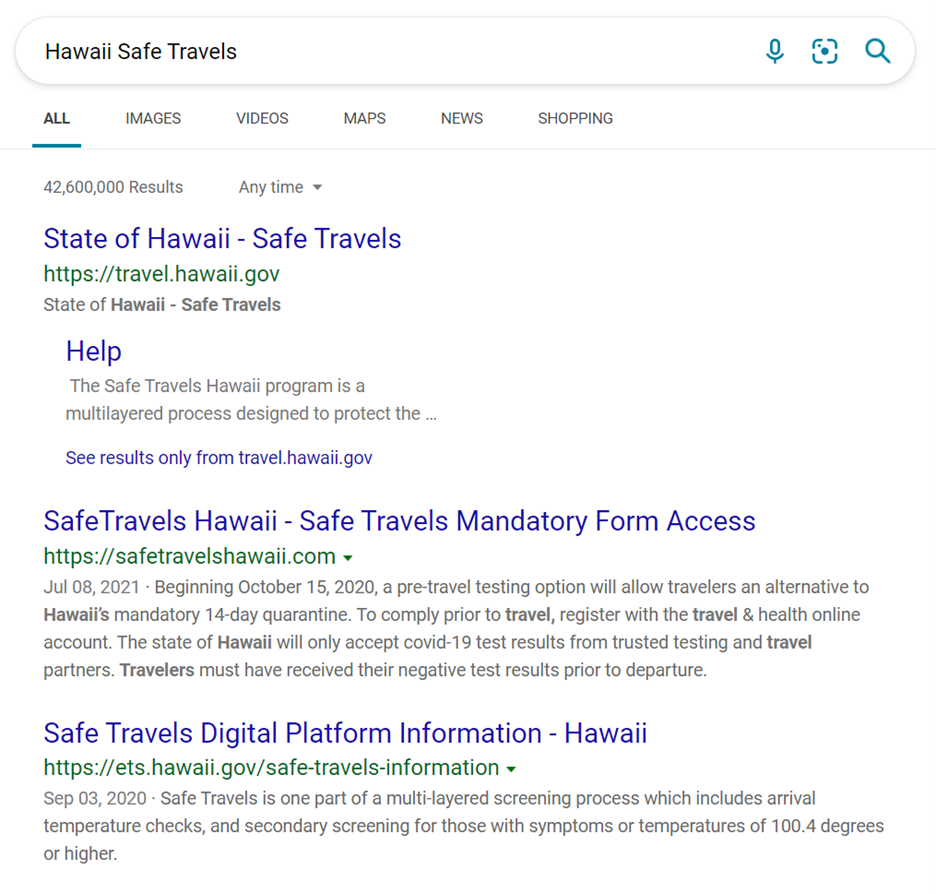 Hawaii Safe Travels
ALL IMAGES VIDEOS MAPS NEWS SHOPPING
42,600,000 Results Any time
State of Hawaii - Safe Travels
https://travel.hawaii.gov
State of Hawaii - Safe Travels
Help
The Safe Travels Hawaii program is a
multilayered process designed to protect the ...
See results only from travel.hawaii.gov
SafeTravels Hawaii - Safe Travels Mandatory Form Access
https://safetravelshawaii.com
Jul 08, 2021 · Beginning October 15, 2020, a pre-travel testing option will allow travelers an alternative to
Hawaii’s mandatory 14-day quarantine. To comply prior to travel, register with the travel & health online
account. The state of Hawaii will only accept covid-19 test results from trusted testing and travel
partners. Travelers must have received their negative test results prior to departure.
Safe Travels Digital Platform Information - Hawaii
https://ets.hawaii.gov/safe-travels-information
Sep 03, 2020 · Safe Travels is one part of a multi-layered screening process which includes arrival
temperature checks, and secondary screening for those with symptoms or temperatures of 100.4 degrees
or higher.